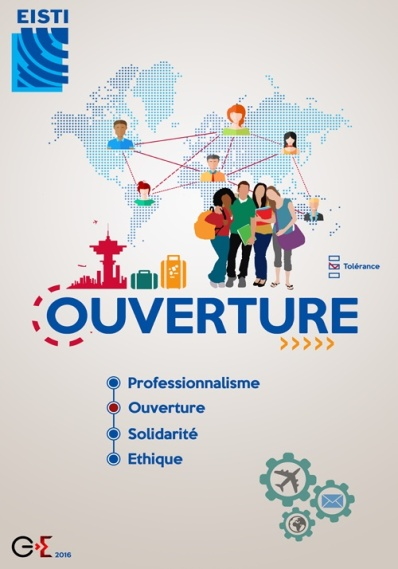 EISTI
Tolérance
OUVERTURE
>>>>>
Professionnalisme
Ouverture
Solidarité
Ethique
G>E 2016